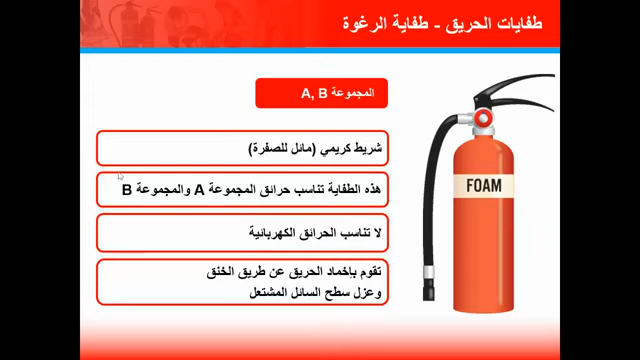 طفايات الحريق - طفاية الرغوة
المجموعة A, B
شريط كريمي (مائل للصفرة)
هذه الطفاية تناسب حرائق المجموعة A والمجموعة B
لا تناسب الحرائق الكهربائية
تقوم بإخماد الحريق عن طريق الخنق
وعزل سطح السائل المشتعل
FOAM